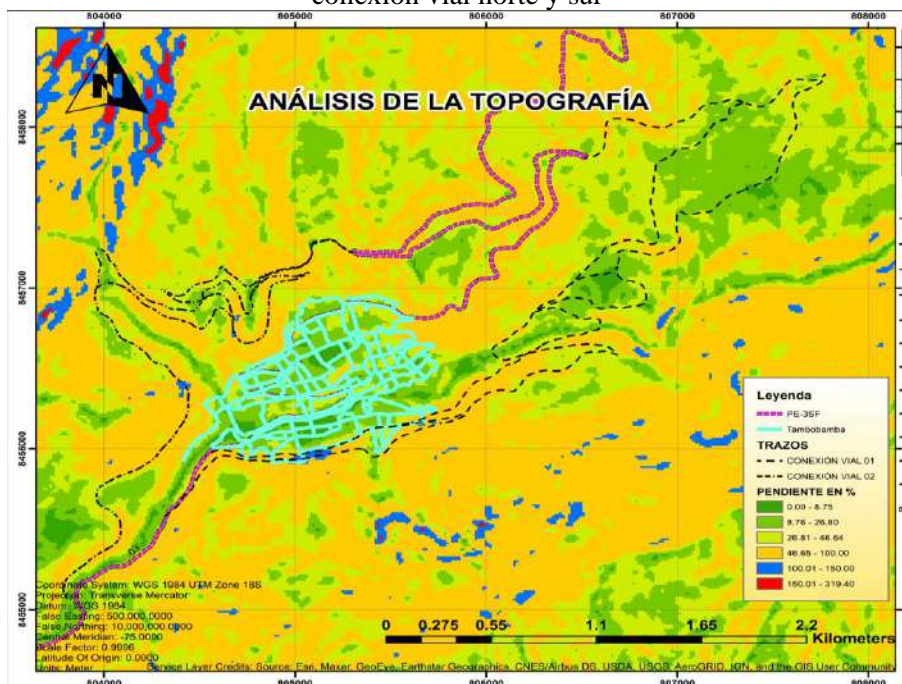 conexión vial norte y sur
804000 805000 806000 807000 808000
ANÁLISIS DE LA TOPOGRAFÍA
N
8458000
8457000
8456000
8455000
Leyenda
PE-3SF
Tambobamba
TRAZOS
CONEXIÓN VIAL 01
CONEXIÓN VIAL 02
PENDIENTE EN %
0.00 - 8.75
8.76 - 26.80
26.81 - 46.64
46.65 - 100.00
100.01 - 150.00
150.01 - 319.40
Coordinate System: WGS 1984 UTM Zone 18S
Projection: Transverse Mercator
Datum: WGS 1984
False Easting: 500,000.0000
False Northing: 10,000,000.0000
Central Meridian: -75.0000
Scale Factor: 0.9996
Latitude Of Origin: 0.0000
Units: Meter
0 0.275 0.55 1.1 1.65 2.2
Kilometers
Service Layer Credits: Source: Esri, Maxar, GeoEye, Earthstar Geographics, CNES/Airbus DS, USDA, USGS, AeroGRID, IGN, and the GIS User Community
804000 805000 806000 807000 808000